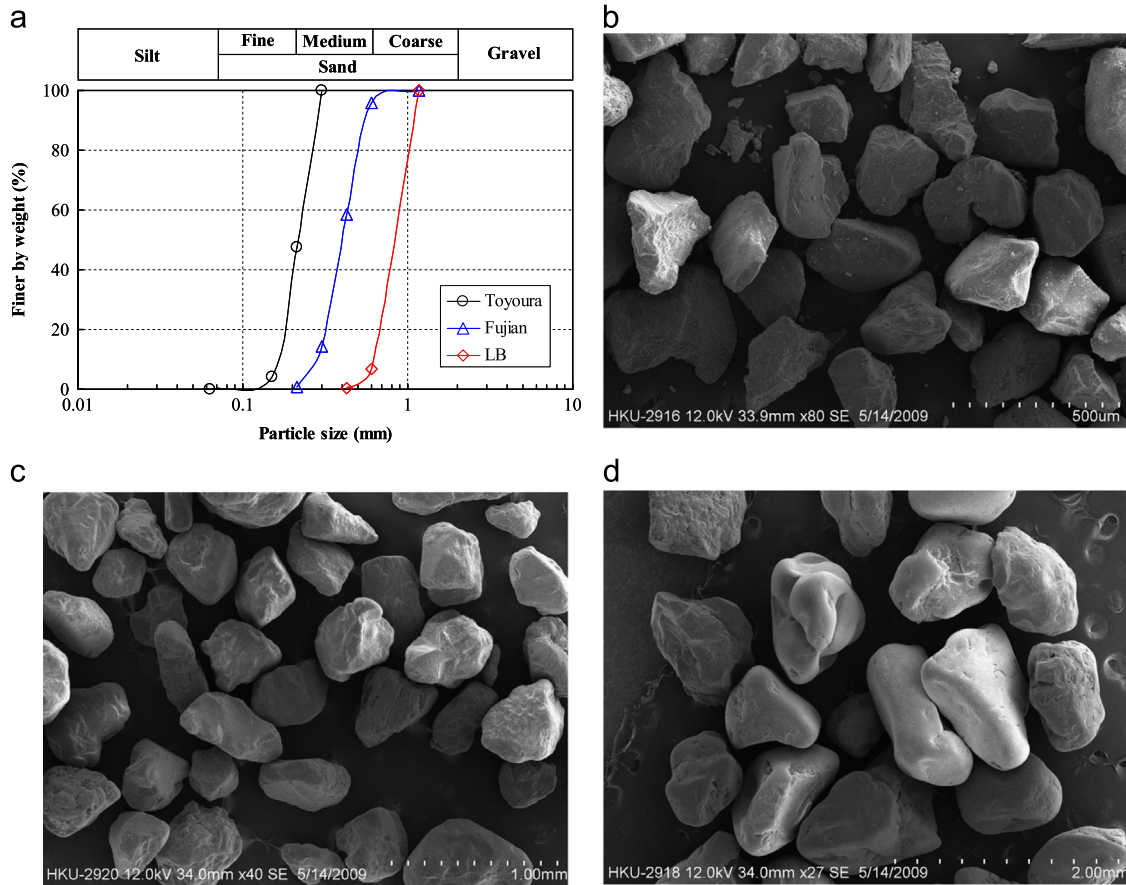 a
Silt
Fine
Medium
Coarse
Gravel
Sand
100
80
60
40
20
0
Finer by weight (%)
Toyoura
Fujian
LB
0.01
0.1
1
10
Particle size (mm)
b
HKU-2916 12.0kV 33.9mm x80 SE 5/14/2009
500um
c
HKU-2920 12.0kV 34.0mm x40 SE 5/14/2009
1.00mm
d
HKU-2918 12.0kV 34.0mm x27 SE 5/14/2009
2.00mm